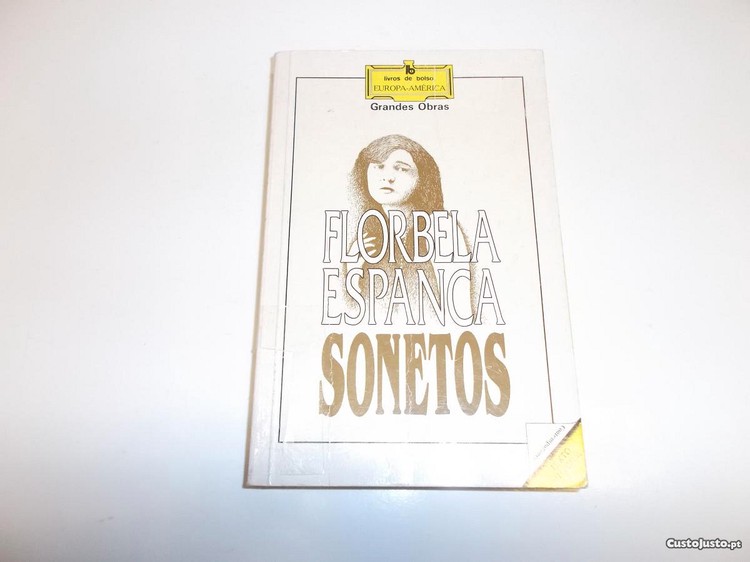 lb
livros de bolso
EUROPA-AMÉRICA
Grandes Obras
FLORBELA
ESPANCA
SONETOS
CustoJusto.pt